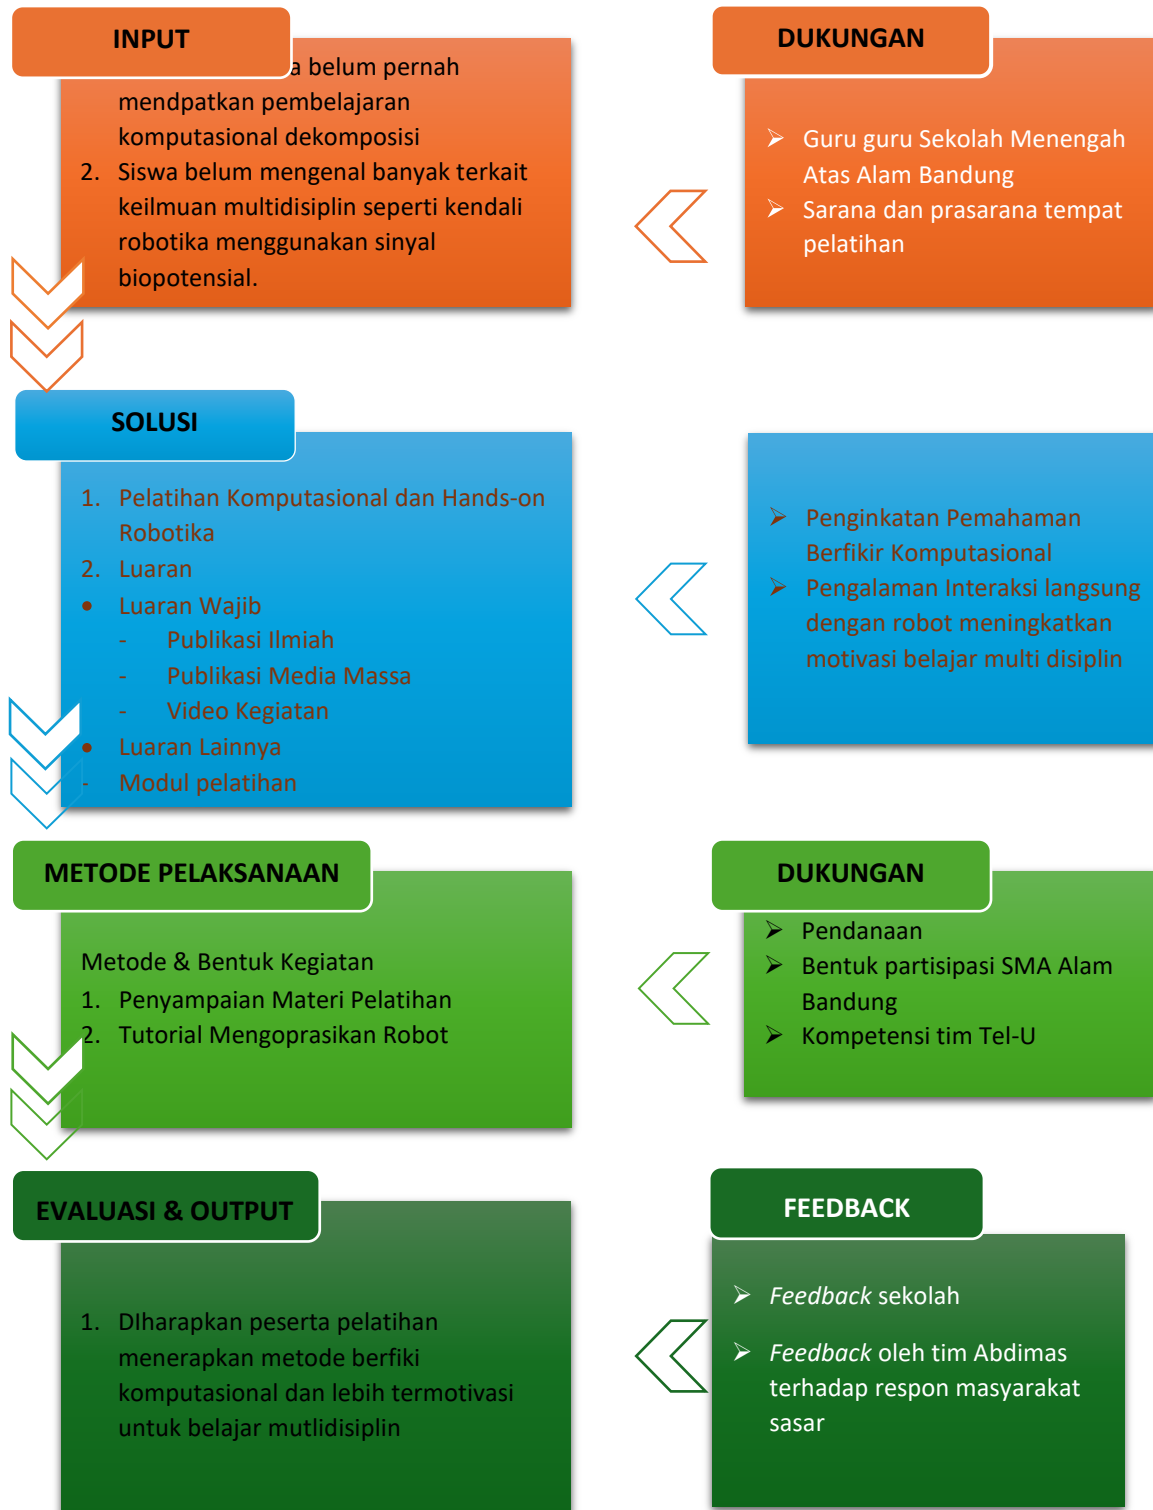 INPUT
a belum pernah
mendpatkan pembelajaran
komputasional dekomposisi
2. Siswa belum mengenal banyak terkait
keilmuan multidisiplin seperti kendali
robotika menggunakan sinyal
biopotensial.
DUKUNGAN
➢ Guru guru Sekolah Menengah
Atas Alam Bandung
➢ Sarana dan prasarana tempat
pelatihan
SOLUSI
1. Pelatihan Komputasional dan Hands-on
Robotika
2. Luaran
• Luaran Wajib
- Publikasi Ilmiah
- Publikasi Media Massa
- Video Kegiatan
• Luaran Lainnya
- Modul pelatihan
➢ Penginkatan Pemahaman
Berfikir Komputasional
➢ Pengalaman Interaksi langsung
dengan robot meningkatkan
motivasi belajar multi disiplin
METODE PELAKSANAAN
Metode & Bentuk Kegiatan
1. Penyampaian Materi Pelatihan
2. Tutorial Mengoprasikan Robot
DUKUNGAN
➢ Pendanaan
➢ Bentuk partisipasi SMA Alam
Bandung
➢ Kompetensi tim Tel-U
EVALUASI & OUTPUT
1. DIharapkan peserta pelatihan
menerapkan metode berfiki
komputasional dan lebih termotivasi
untuk belajar mutlidisiplin
FEEDBACK
➢ Feedback sekolah
➢ Feedback oleh tim Abdimas
terhadap respon masyarakat
sasar